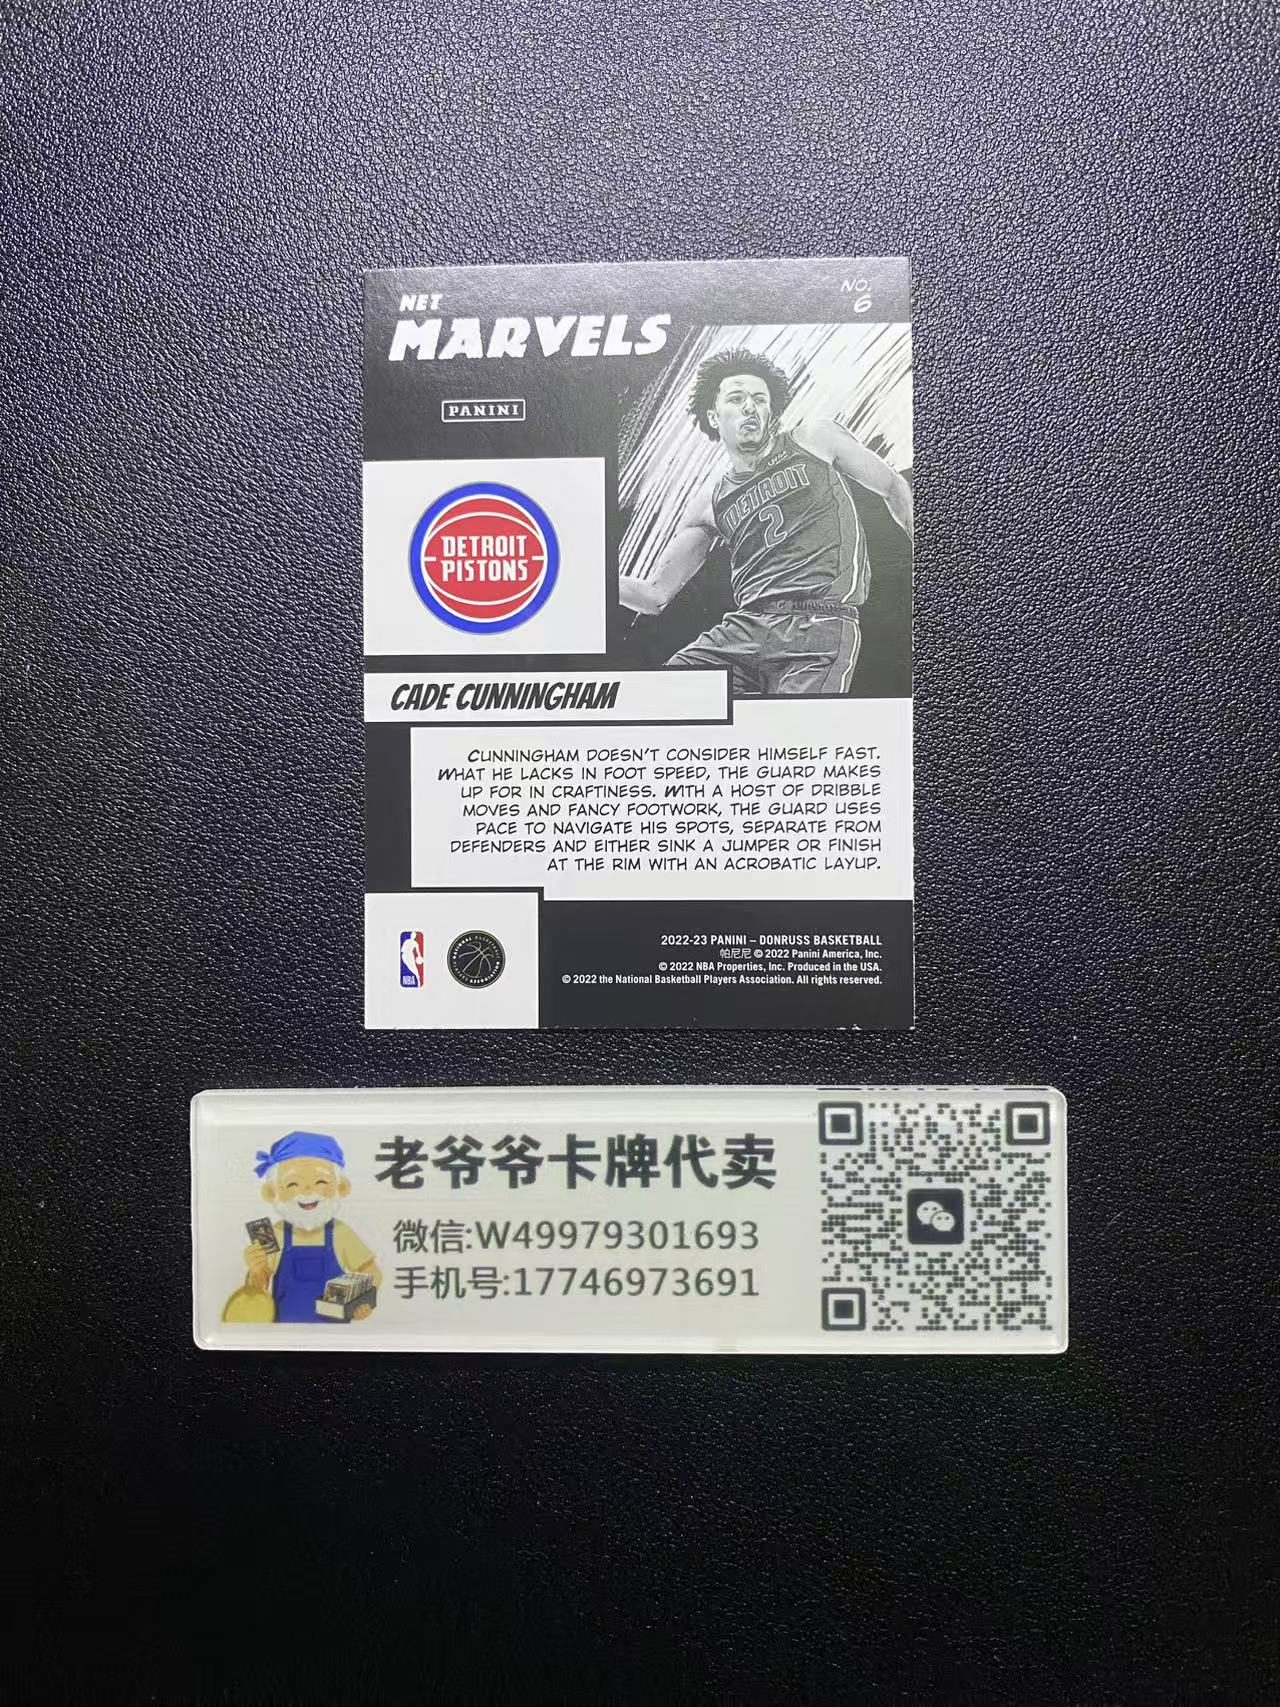 NET
MARVELS
NO.
6
PANINI
DETROIT
2
DETROIT
PISTONS
CADE CUNNINGHAM
CUNNINGHAM DOESN'T CONSIDER HIMSELF FAST.
WHAT HE LACKS IN FOOT SPEED, THE GUARD MAKES
UP FOR IN CRAFTINESS. WITH A HOST OF DRIBBLE
MOVES AND FANCY FOOTWORK, THE GUARD USES
PACE TO NAVIGATE HIS SPOTS, SEPARATE FROM
DEFENDERS AND EITHER SINK A JUMPER OR FINISH
AT THE RIM WITH AN ACROBATIC LAYUP.
NBA
2022-23 PANINI – DONRUSS BASKETBALL
帕尼尼 © 2022 Panini America, Inc.
© 2022 NBA Properties, Inc. Produced in the USA.
© 2022 the National Basketball Players Association. All rights reserved.
老爷爷卡牌代卖
微信:W49979301693
手机号:17746973691